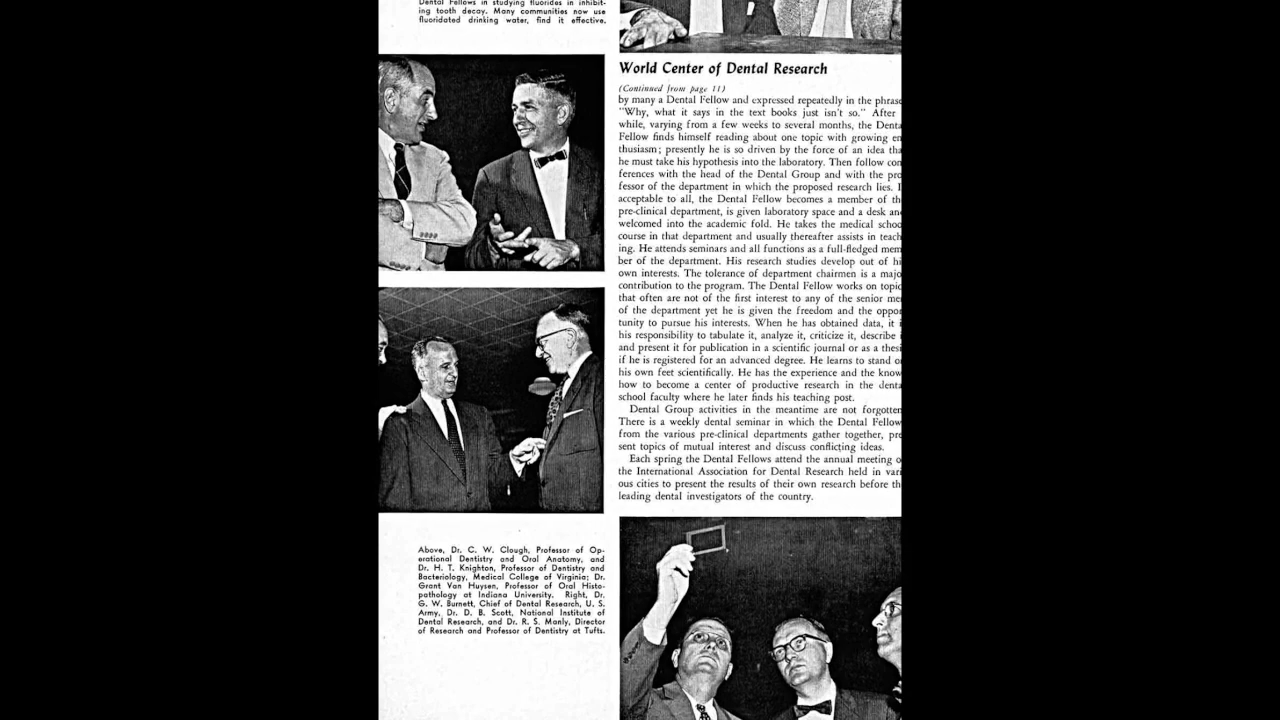 Dental Fellows in studying fluorides in inhibit-
ing tooth decay. Many communities now use
fluoridated drinking water, find it effective.
World Center of Dental Research
(Continued from page 11)
by many a Dental Fellow and expressed repeatedly in the phrase
"Why, what it says in the text books just isn't so." After
while, varying from a few weeks to several months, the Denta
Fellow finds himself reading about one topic with growing en
thusiasm; presently he is so driven by the force of an idea tha
he must take his hypothesis into the laboratory. Then follow con
ferences with the head of the Dental Group and with the pro
fessor of the department in which the proposed research lies. I
acceptable to all, the Dental Fellow becomes a member of th
pre-clinical department, is given laboratory space and a desk an
welcomed into the academic fold. He takes the medical schoo
course in that department and usually thereafter assists in teach
ing. He attends seminars and all functions as a full-fledged mem
ber of the department. His research studies develop out of hi
own interests. The tolerance of department chairmen is a majo
contribution to the program. The Dental Fellow works on topic
that often are not of the first interest to any of the senior me
of the department yet he is given the freedom and the oppor
tunity to pursue his interests. When he has obtained data, it i
his responsibility to tabulate it, analyze it, criticize it, describe i
and present it for publication in a scientific journal or as a thesi
if he is registered for an advanced degree. He learns to stand o
his own feet scientifically. He has the experience and the know
how to become a center of productive research in the denta
school faculty where he later finds his teaching post.
Dental Group activities in the meantime are not forgotten
There is a weekly dental seminar in which the Dental Fellow
from the various pre-clinical departments gather together, pre
sent topics of mutual interest and discuss conflicting ideas.
Each spring the Dental Fellows attend the annual meeting o
the International Association for Dental Research held in vari
ous cities to present the results of their own research before th
leading dental investigators of the country.
Above, Dr. C. W. Clough, Professor of Op-
erational Dentistry and Oral Anatomy, and
Dr. H. T. Knighton, Professor of Dentistry and
Bacteriology, Medical College of Virginia; Dr.
Grant Van Huysen, Professor of Oral Histo-
pathology at Indiana University. Right, Dr.
G. W. Burnett, Chief of Dental Research, U. S.
Army, Dr. D. B. Scott, National Institute of
Dental Research, and Dr. R. S. Manly, Director
of Research and Professor of Dentistry at Tufts.